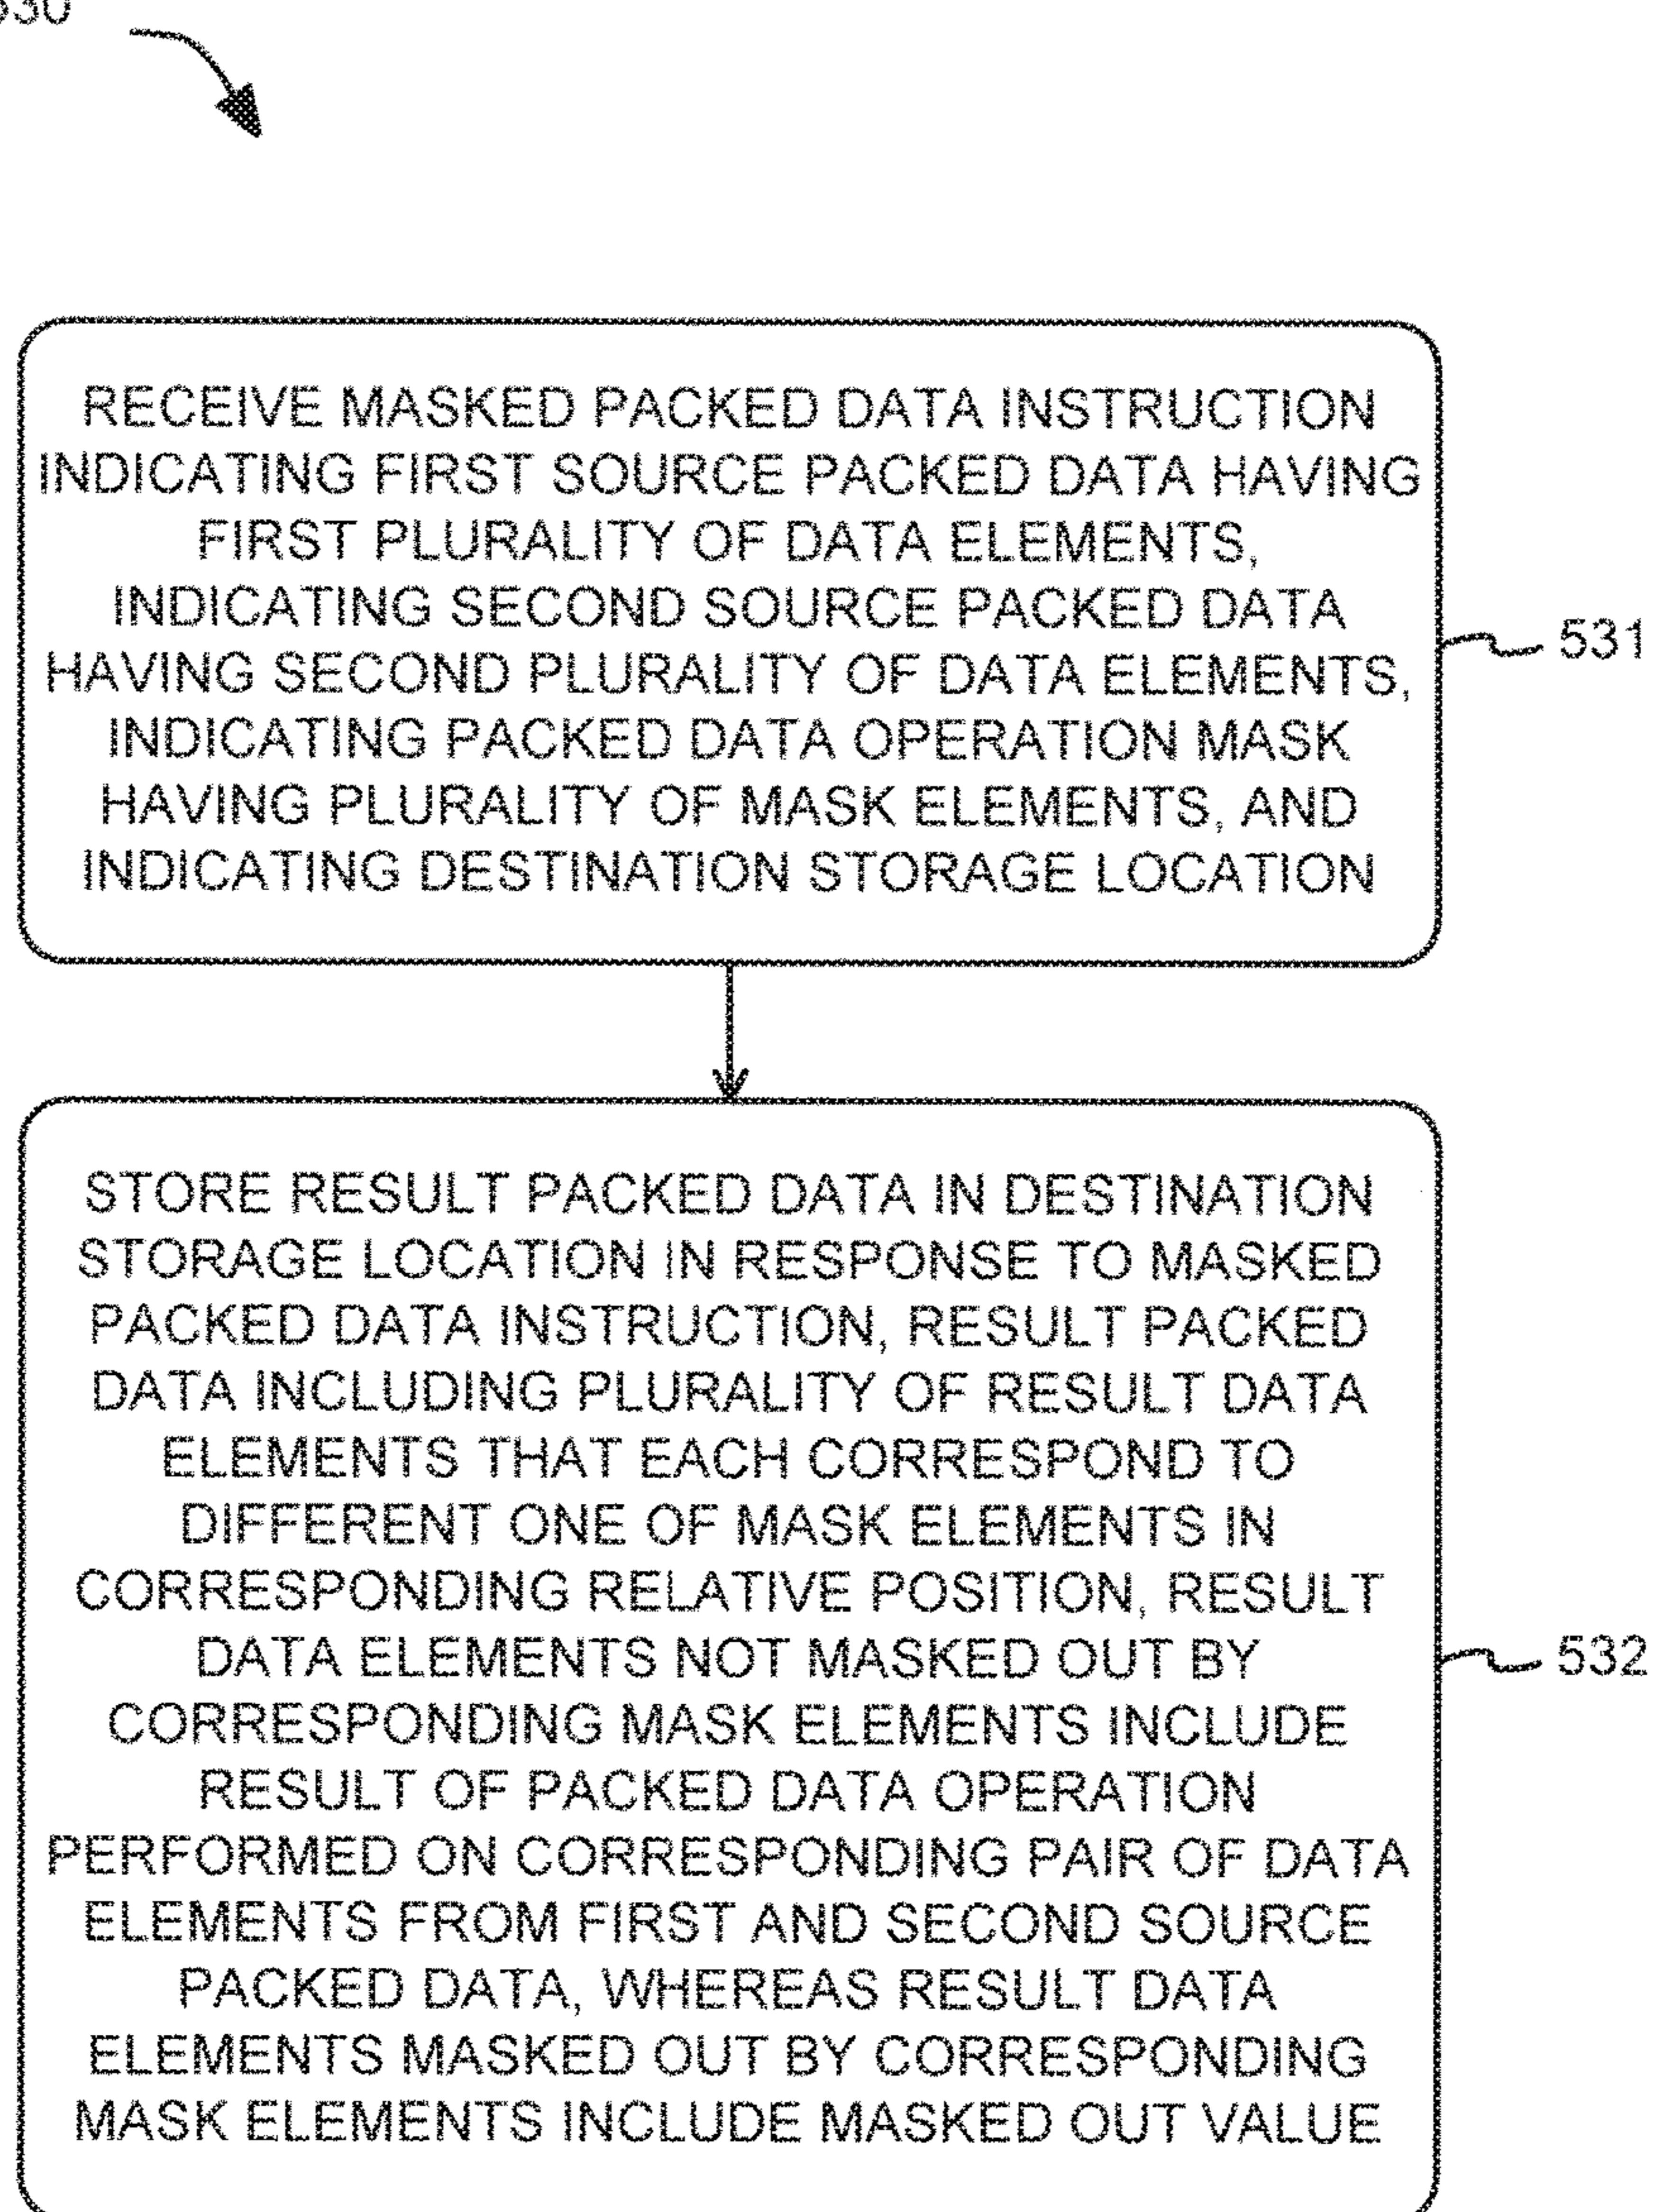 530
RECEIVE MASKED PACKED DATA INSTRUCTION
INDICATING FIRST SOURCE PACKED DATA HAVING
FIRST PLURALITY OF DATA ELEMENTS,
INDICATING SECOND SOURCE PACKED DATA
HAVING SECOND PLURALITY OF DATA ELEMENTS,
INDICATING PACKED DATA OPERATION MASK
HAVING PLURALITY OF MASK ELEMENTS, AND
INDICATING DESTINATION STORAGE LOCATION
531
STORE RESULT PACKED DATA IN DESTINATION
STORAGE LOCATION IN RESPONSE TO MASKED
PACKED DATA INSTRUCTION, RESULT PACKED
DATA INCLUDING PLURALITY OF RESULT DATA
ELEMENTS THAT EACH CORRESPOND TO
DIFFERENT ONE OF MASK ELEMENTS IN
CORRESPONDING RELATIVE POSITION, RESULT
DATA ELEMENTS NOT MASKED OUT BY
CORRESPONDING MASK ELEMENTS INCLUDE
RESULT OF PACKED DATA OPERATION
PERFORMED ON CORRESPONDING PAIR OF DATA
ELEMENTS FROM FIRST AND SECOND SOURCE
PACKED DATA, WHEREAS RESULT DATA
ELEMENTS MASKED OUT BY CORRESPONDING
MASK ELEMENTS INCLUDE MASKED OUT VALUE
532